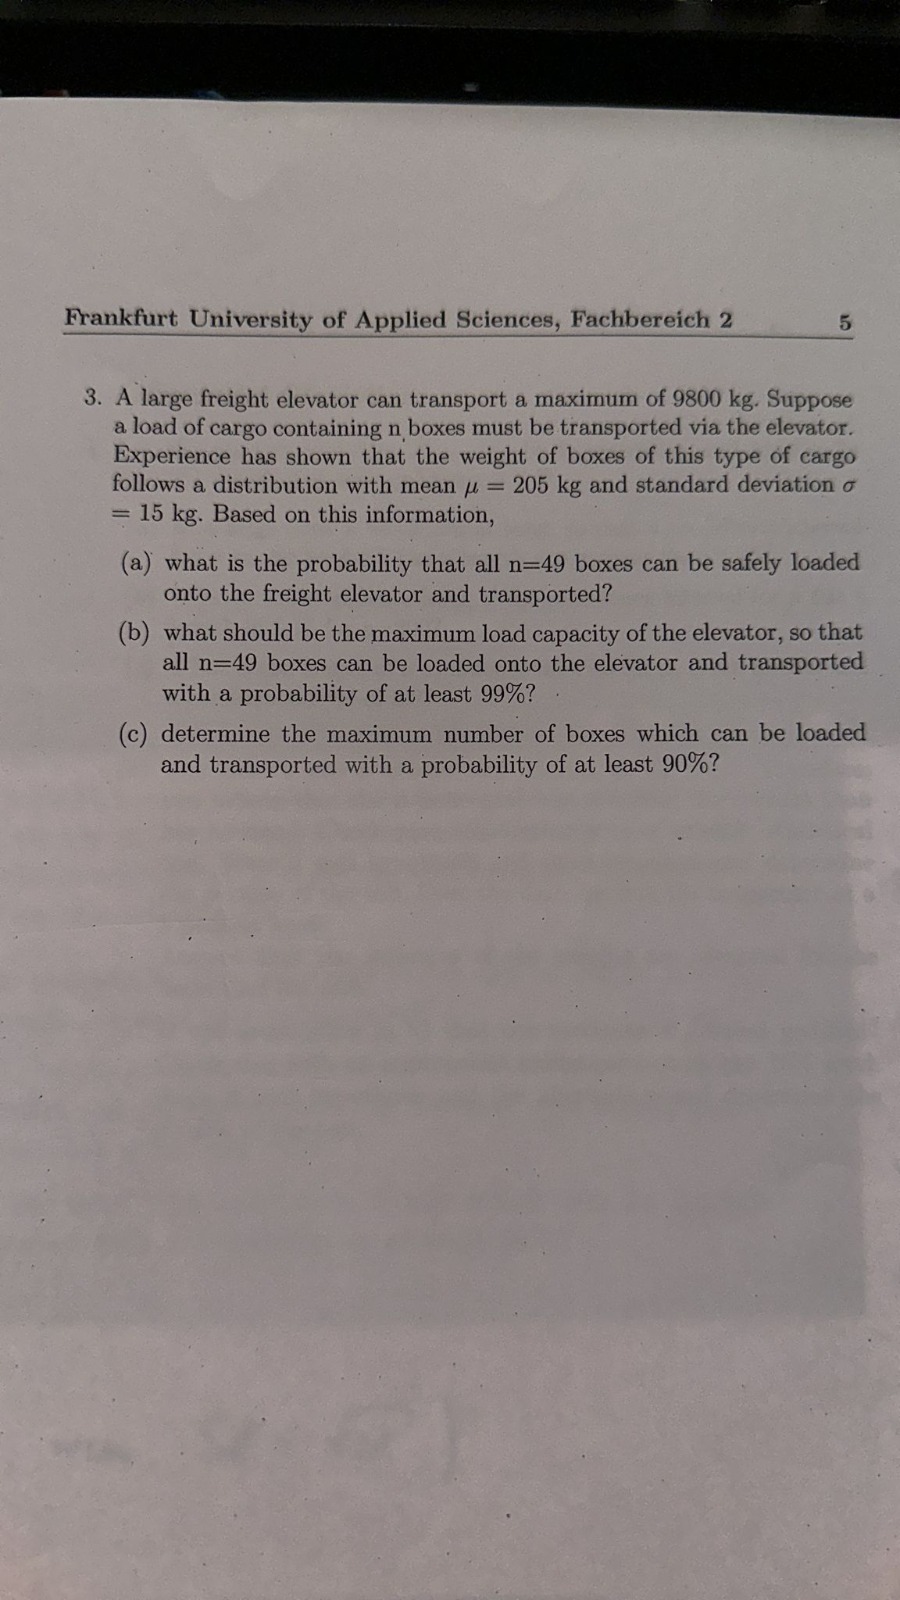 Frankfurt University of Applied Sciences, Fachbereich 2 5
3. A large freight elevator can transport a maximum of 9800 kg. Suppose
a load of cargo containing n boxes must be transported via the elevator.
Experience has shown that the weight of boxes of this type of cargo
follows a distribution with mean μ = 205 kg and standard deviation σ
= 15 kg. Based on this information,
(a) what is the probability that all n=49 boxes can be safely loaded
onto the freight elevator and transported?
(b) what should be the maximum load capacity of the elevator, so that
all n=49 boxes can be loaded onto the elevator and transported
with a probability of at least 99%?
(c) determine the maximum number of boxes which can be loaded
and transported with a probability of at least 90%?